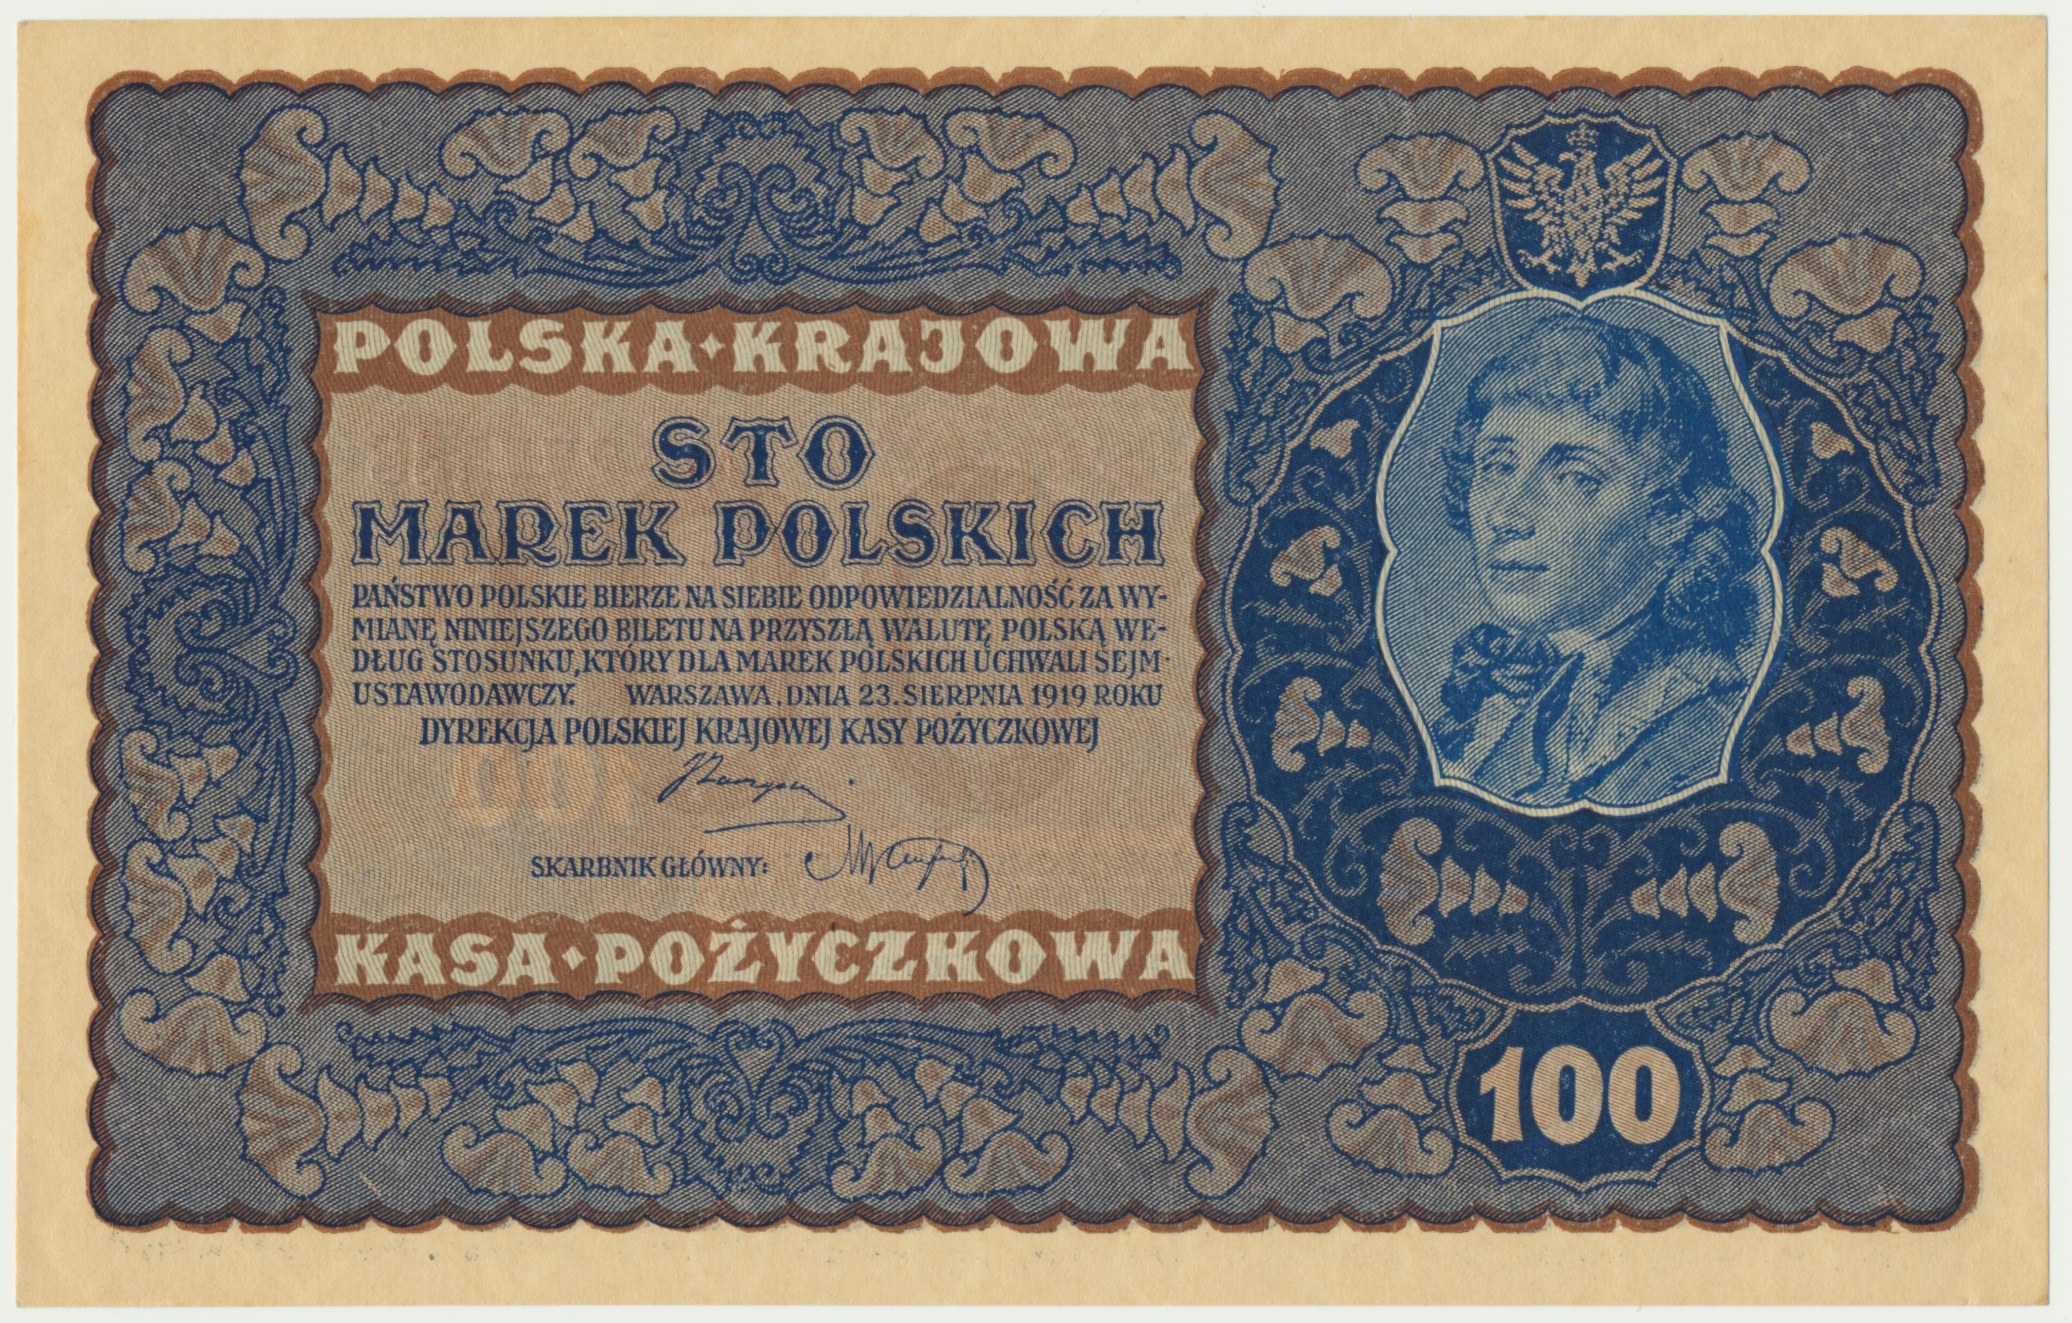 POLSKA KRAJOWA
STO
MAREK POLSKICH
PAŃSTWO POLSKIE BIERZE NA SIEBIE ODPOWIEDZIALNOŚĆ ZA WY-
MIANĘ NINIEJSZEGO BILETU NA PRZYSZŁĄ WALUTĘ POLSKĄ WE-
DŁUG STOSUNKU, KTÓRY DLA MAREK POLSKICH UCHWALI SEJM
USTAWODAWCZY. WARSZAWA, DNIA 23. SIERPNIA 1919 ROKU
DYREKCJA POLSKIEJ KRAJOWEJ KASY POŻYCZKOWEJ
SKARBNIK GŁÓWNY:
KASA POŻYCZKOWA
100